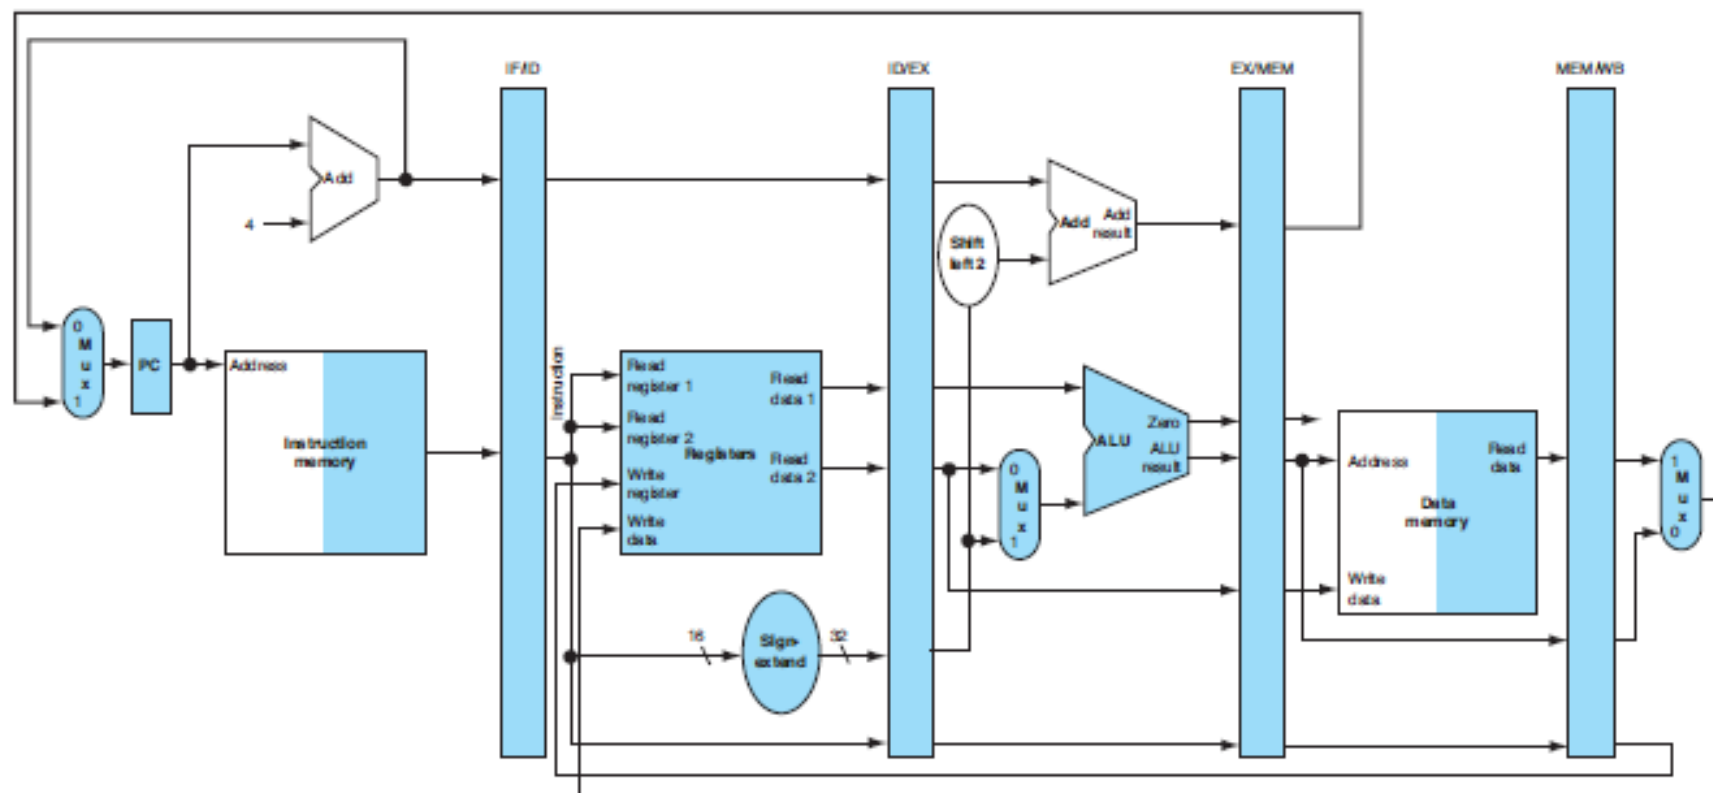 IF/ID
ID/EX
EX/MEM
MEM/WB
Add
4
Shift
left 2
Add
Add
result
0
M
u
x
1
PC
Address
Instruction
memory
Instruction
Read
register 1
Read
register 2
Registers
Write
register
Write
data
Read
data 1
Read
data 2
0
M
u
x
1
Zero
ALU
ALU
result
Address
Read
data
Data
memory
Write
data
1
M
u
x
0
16
Sign-
extend
32